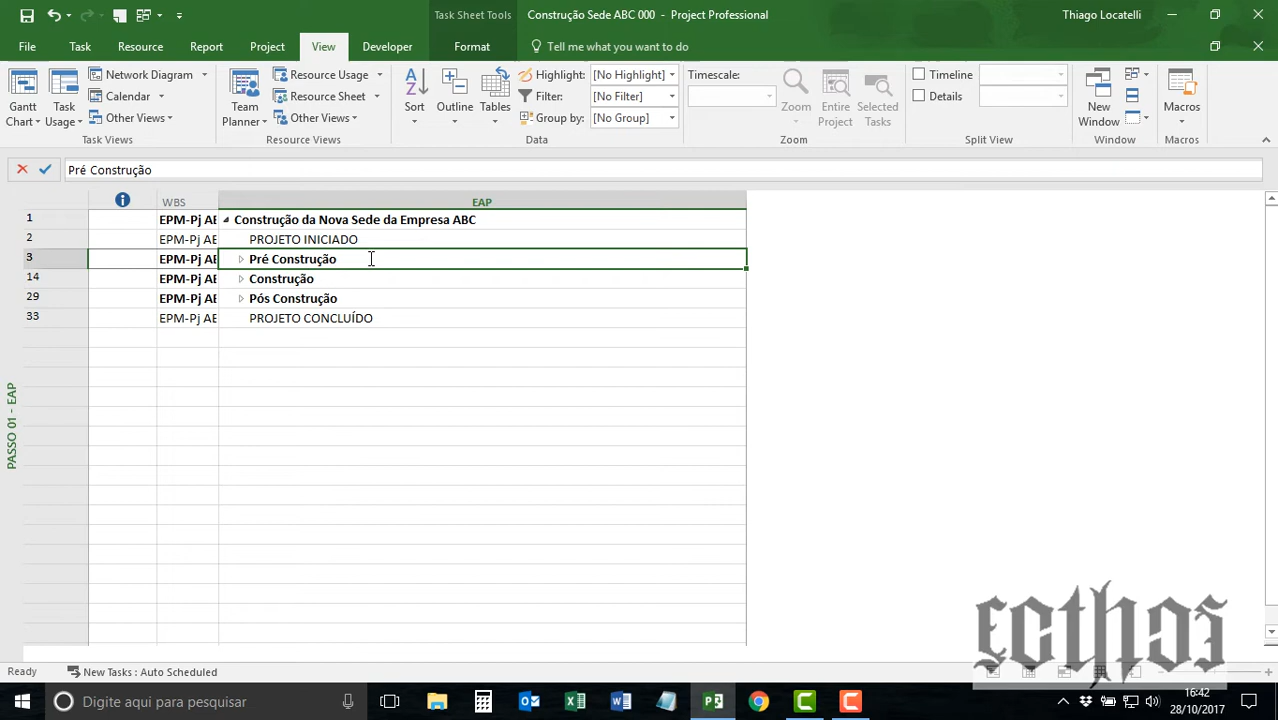 Task Sheet Tools
Construção Sede ABC 000 - Project Professional
Thiago Locatelli
File Task Resource Report Project View Developer Format Tell me what you want to do
Gantt Chart
Task Usage
Network Diagram
Calendar
Other Views
Task Views
Team Planner
Resource Usage
Resource Sheet
Other Views
Resource Views
Sort
Outline
Tables
Highlight: [No Highlight]
Filter: [No Filter]
Group by: [No Group]
Data
Timescale:
Zoom
Entire Project
Selected Tasks
Zoom
Timeline
Details
Split View
New Window
Window
Macros
Macros
Pré Construção
WBS EAP
1 EPM-Pj AE Construção da Nova Sede da Empresa ABC
2 EPM-Pj AE PROJETO INICIADO
3 EPM-Pj AE Pré Construção
14 EPM-Pj AE Construção
29 EPM-Pj AE Pós Construção
33 EPM-Pj AE PROJETO CONCLUÍDO
PASSO 01 - EAP
ecthos
Ready New Tasks : Auto Scheduled
Digite aqui para pesquisar
16:42
28/10/2017